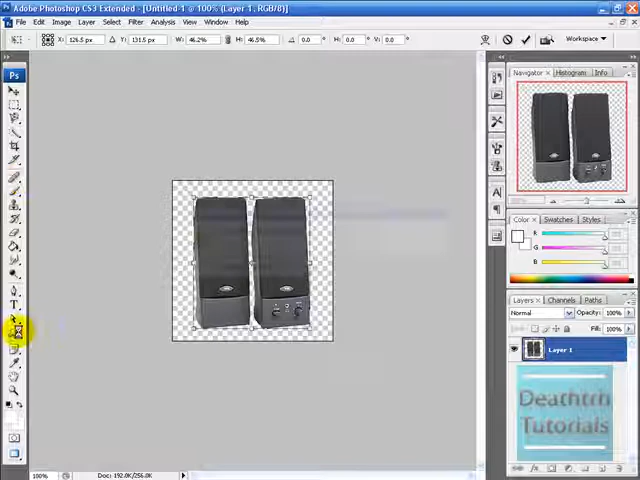 Adobe Photoshop CS3 Extended - [Untitled-1 @ 100% (Layer 1, RGB/8)]
File Edit Image Layer Select Filter Analysis View Window Help
X: 126.5 p Y: 131.5 p W: 46.2% H: 46.5% 0.0 H: 0.0 V: 0.0 Workspace
Ps
Navigator Histogram Info
Color Swatches Styles
R
G
B
Layers Channels Paths
Normal Opacity: 100%
Lock: Fill: 100%
Layer 1
Deathtrh
Tutorials
100% Doc: 192.0K/256.0K